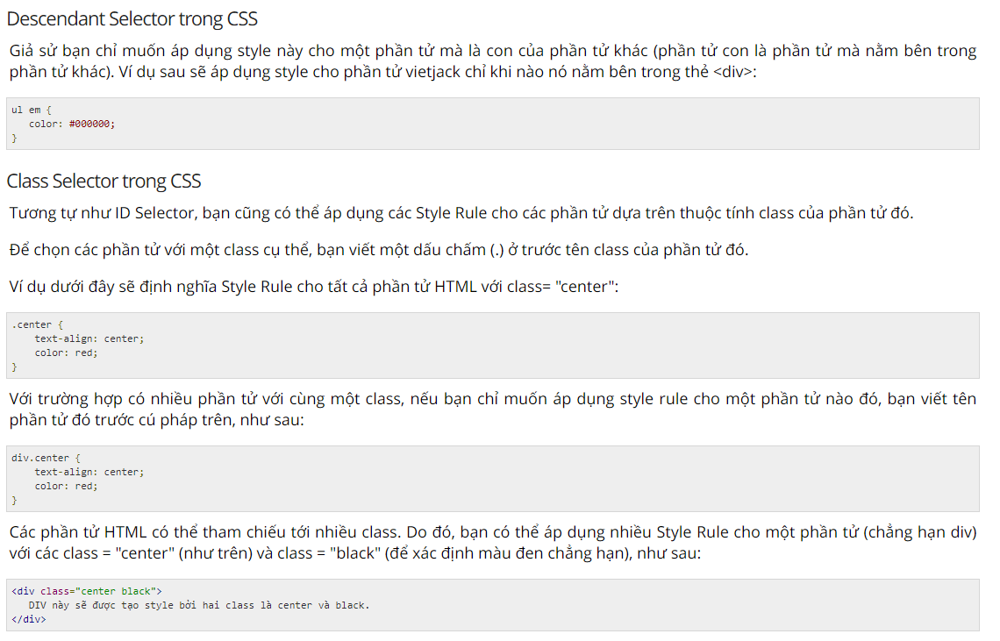 Descendant Selector trong CSS
Giả sử bạn chỉ muốn áp dụng style này cho một phần tử mà là con của phần tử khác (phần tử con là phần tử mà nằm bên trong
phần tử khác). Ví dụ sau sẽ áp dụng style cho phần tử vietjack chỉ khi nào nó nằm bên trong thẻ <div>:
ul em {
   color: #000000;
}
Class Selector trong CSS
Tương tự như ID Selector, bạn cũng có thể áp dụng các Style Rule cho các phần tử dựa trên thuộc tính class của phần tử đó.
Để chọn các phần tử với một class cụ thể, bạn viết một dấu chấm (.) ở trước tên class của phần tử đó.
Ví dụ dưới đây sẽ định nghĩa Style Rule cho tất cả phần tử HTML với class= "center":
.center {
    text-align: center;
    color: red;
}
Với trường hợp có nhiều phần tử với cùng một class, nếu bạn chỉ muốn áp dụng style rule cho một phần tử nào đó, bạn viết tên
phần tử đó trước cú pháp trên, như sau:
div.center {
    text-align: center;
    color: red;
}
Các phần tử HTML có thể tham chiếu tới nhiều class. Do đó, bạn có thể áp dụng nhiều Style Rule cho một phần tử (chẳng hạn div)
với các class = "center" (như trên) và class = "black" (để xác định màu đen chẳng hạn), như sau:
<div class="center black">
   DIV này sẽ được tạo style bởi hai class là center và black.
</div>